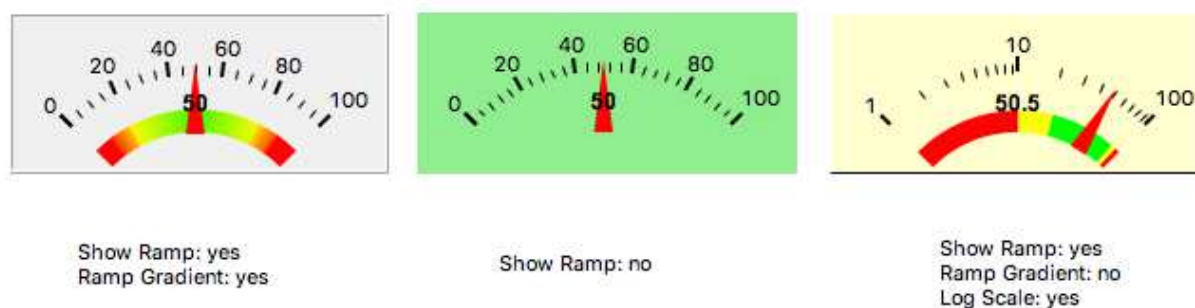 0 20 40 60 80 100
50
0 20 40 60 80 100
50
1 10 100
50.5
Show Ramp: yes
Ramp Gradient: yes
Show Ramp: no
Show Ramp: yes
Ramp Gradient: no
Log Scale: yes